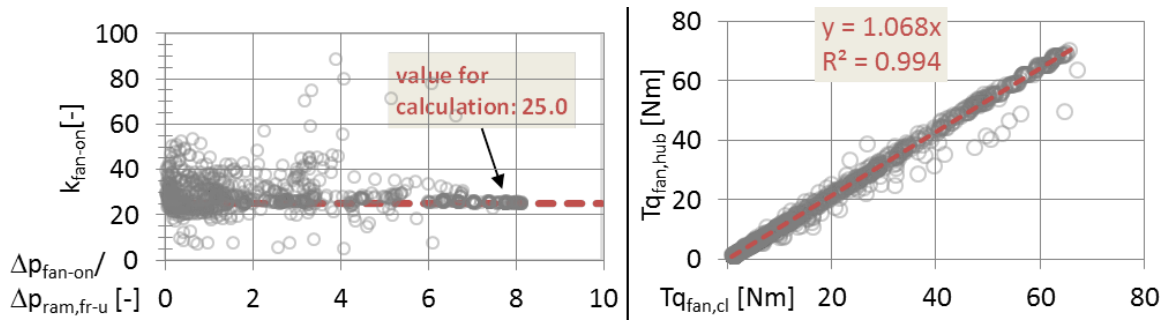 100
80
60
40
20
0
k_fan-on [-]
value for
calculation: 25.0
Δp_fan-on/
Δp_ram,fr-u [-]
0 2 4 6 8 10
80
60
40
20
0
Tq_fan,hub [Nm]
y = 1.068x
R² = 0.994
Tq_fan,cl [Nm] 20 40 60 80